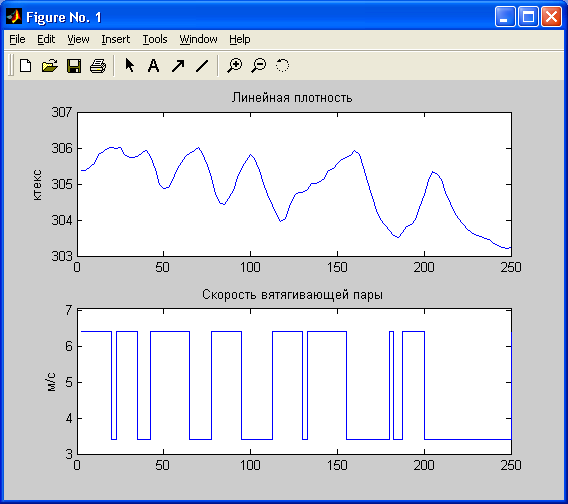 Figure No. 1
File Edit View Insert Tools Window Help
A
Линейная плотность
307
306
305
304
303
ктекс
0 50 100 150 200 250
Скорость вятягивающей пары
7
6
5
4
3
м/с
0 50 100 150 200 250